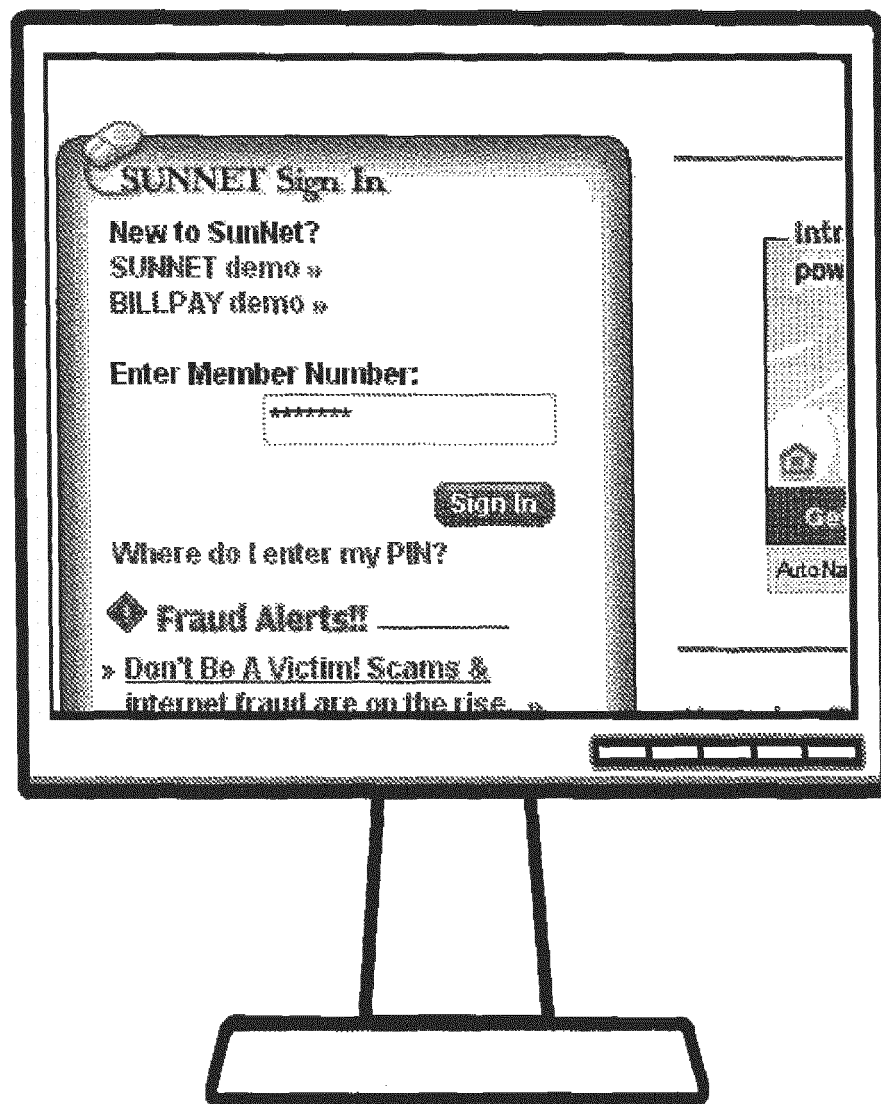 SUNNET Sign In
New to SunNet?
SUNNET demo »
BILLPAY demo »
Enter Member Number:
*******
Sign In
Where do I enter my PIN?
Fraud Alerts!!
» Don't Be A Victim! Scams &
internet fraud are on the rise. »
Intr
pow
Get
AutoNa